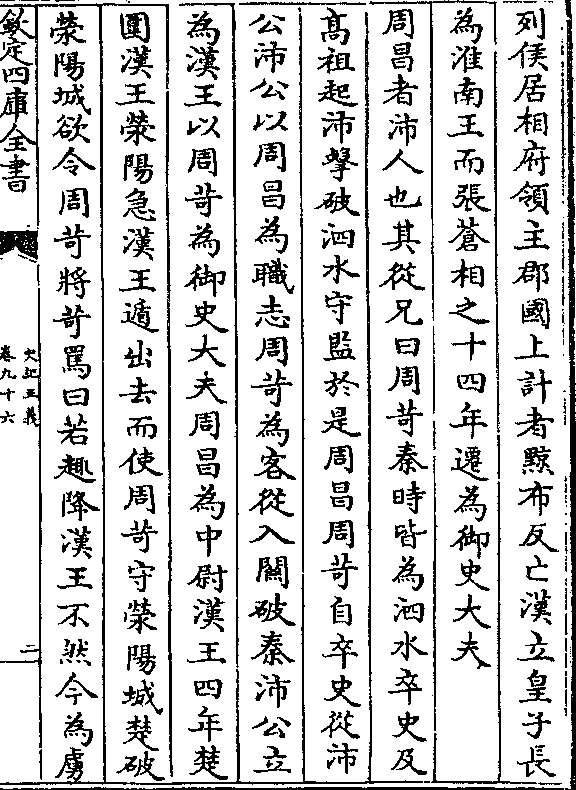 列侯居相府領主郡國上計者黥布反亡漢立皇子長
為淮南王而張蒼相之十四年遷為御史大夫
周昌者沛人也其從兄曰周苛秦時皆為泗水卒史及
高祖起沛擊破泗水守監於是周昌周苛自卒史從沛
公沛公以周昌為職志周苛為客從入關破秦沛公立
為漢王以周苛為御史大夫周昌為中尉漢王四年楚
圍漢王滎陽急漢王遁出去而使周苛守滎陽城楚破
滎陽城欲令周苛將苛罵曰若趣降漢王不然今為虜
欽定四庫全書
史記正義
卷九十六
二